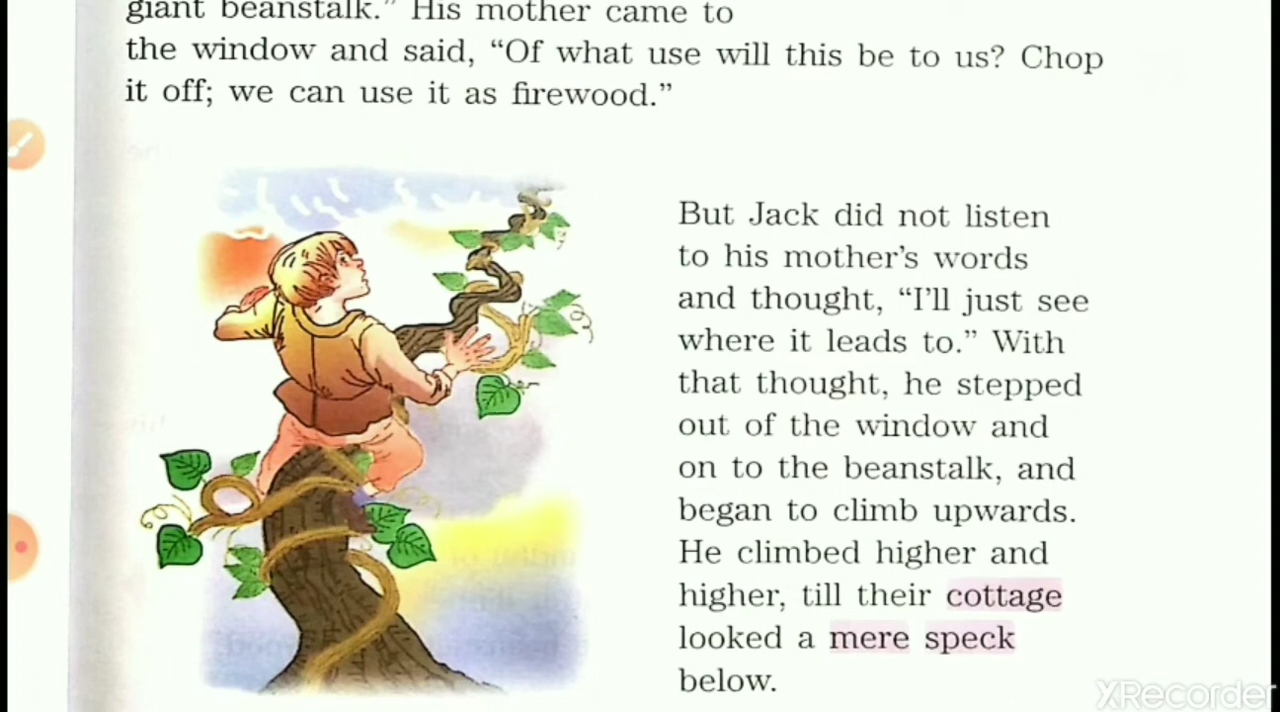 giant beanstalk.” His mother came to
the window and said, “Of what use will this be to us? Chop
it off; we can use it as firewood.”
But Jack did not listen
to his mother’s words
and thought, “I’ll just see
where it leads to.” With
that thought, he stepped
out of the window and
on to the beanstalk, and
began to climb upwards.
He climbed higher and
higher, till their cottage
looked a mere speck
below.
XRecorder